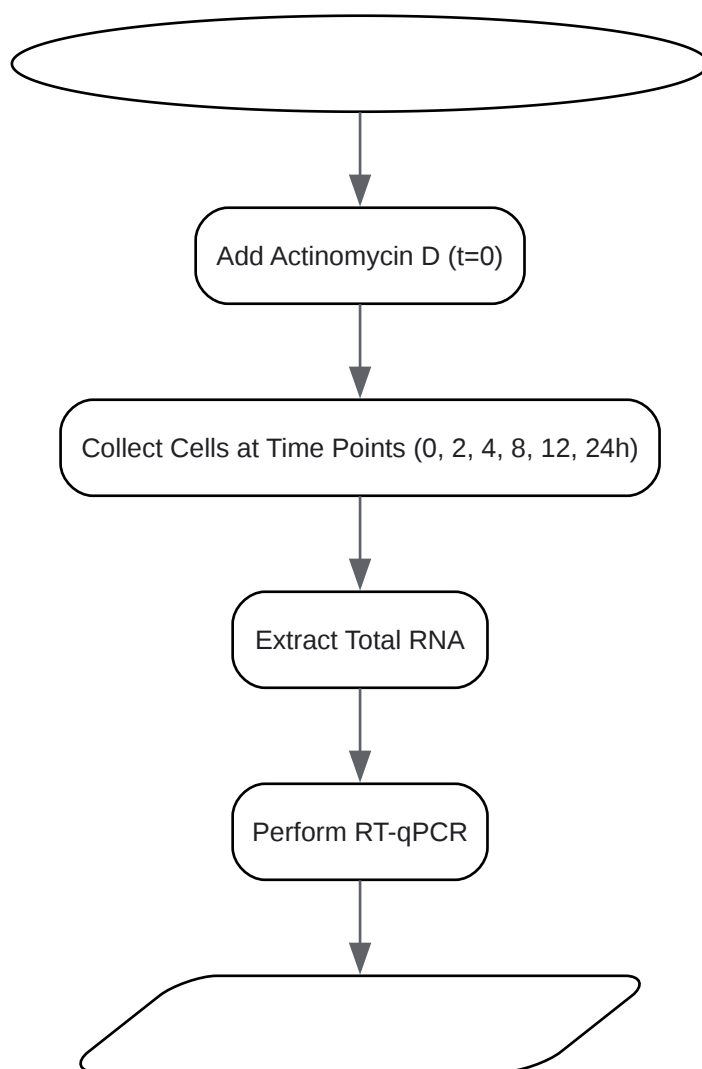 Add Actinomycin D (t=0)
Collect Cells at Time Points (0, 2, 4, 8, 12, 24h)
Extract Total RNA
Perform RT-qPCR